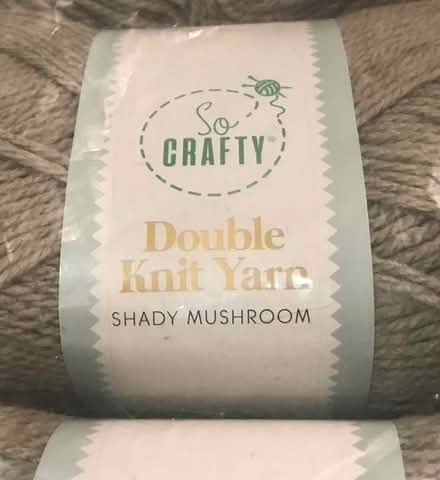 So
CRAFTY
Double
Knit Yarn
SHADY MUSHROOM